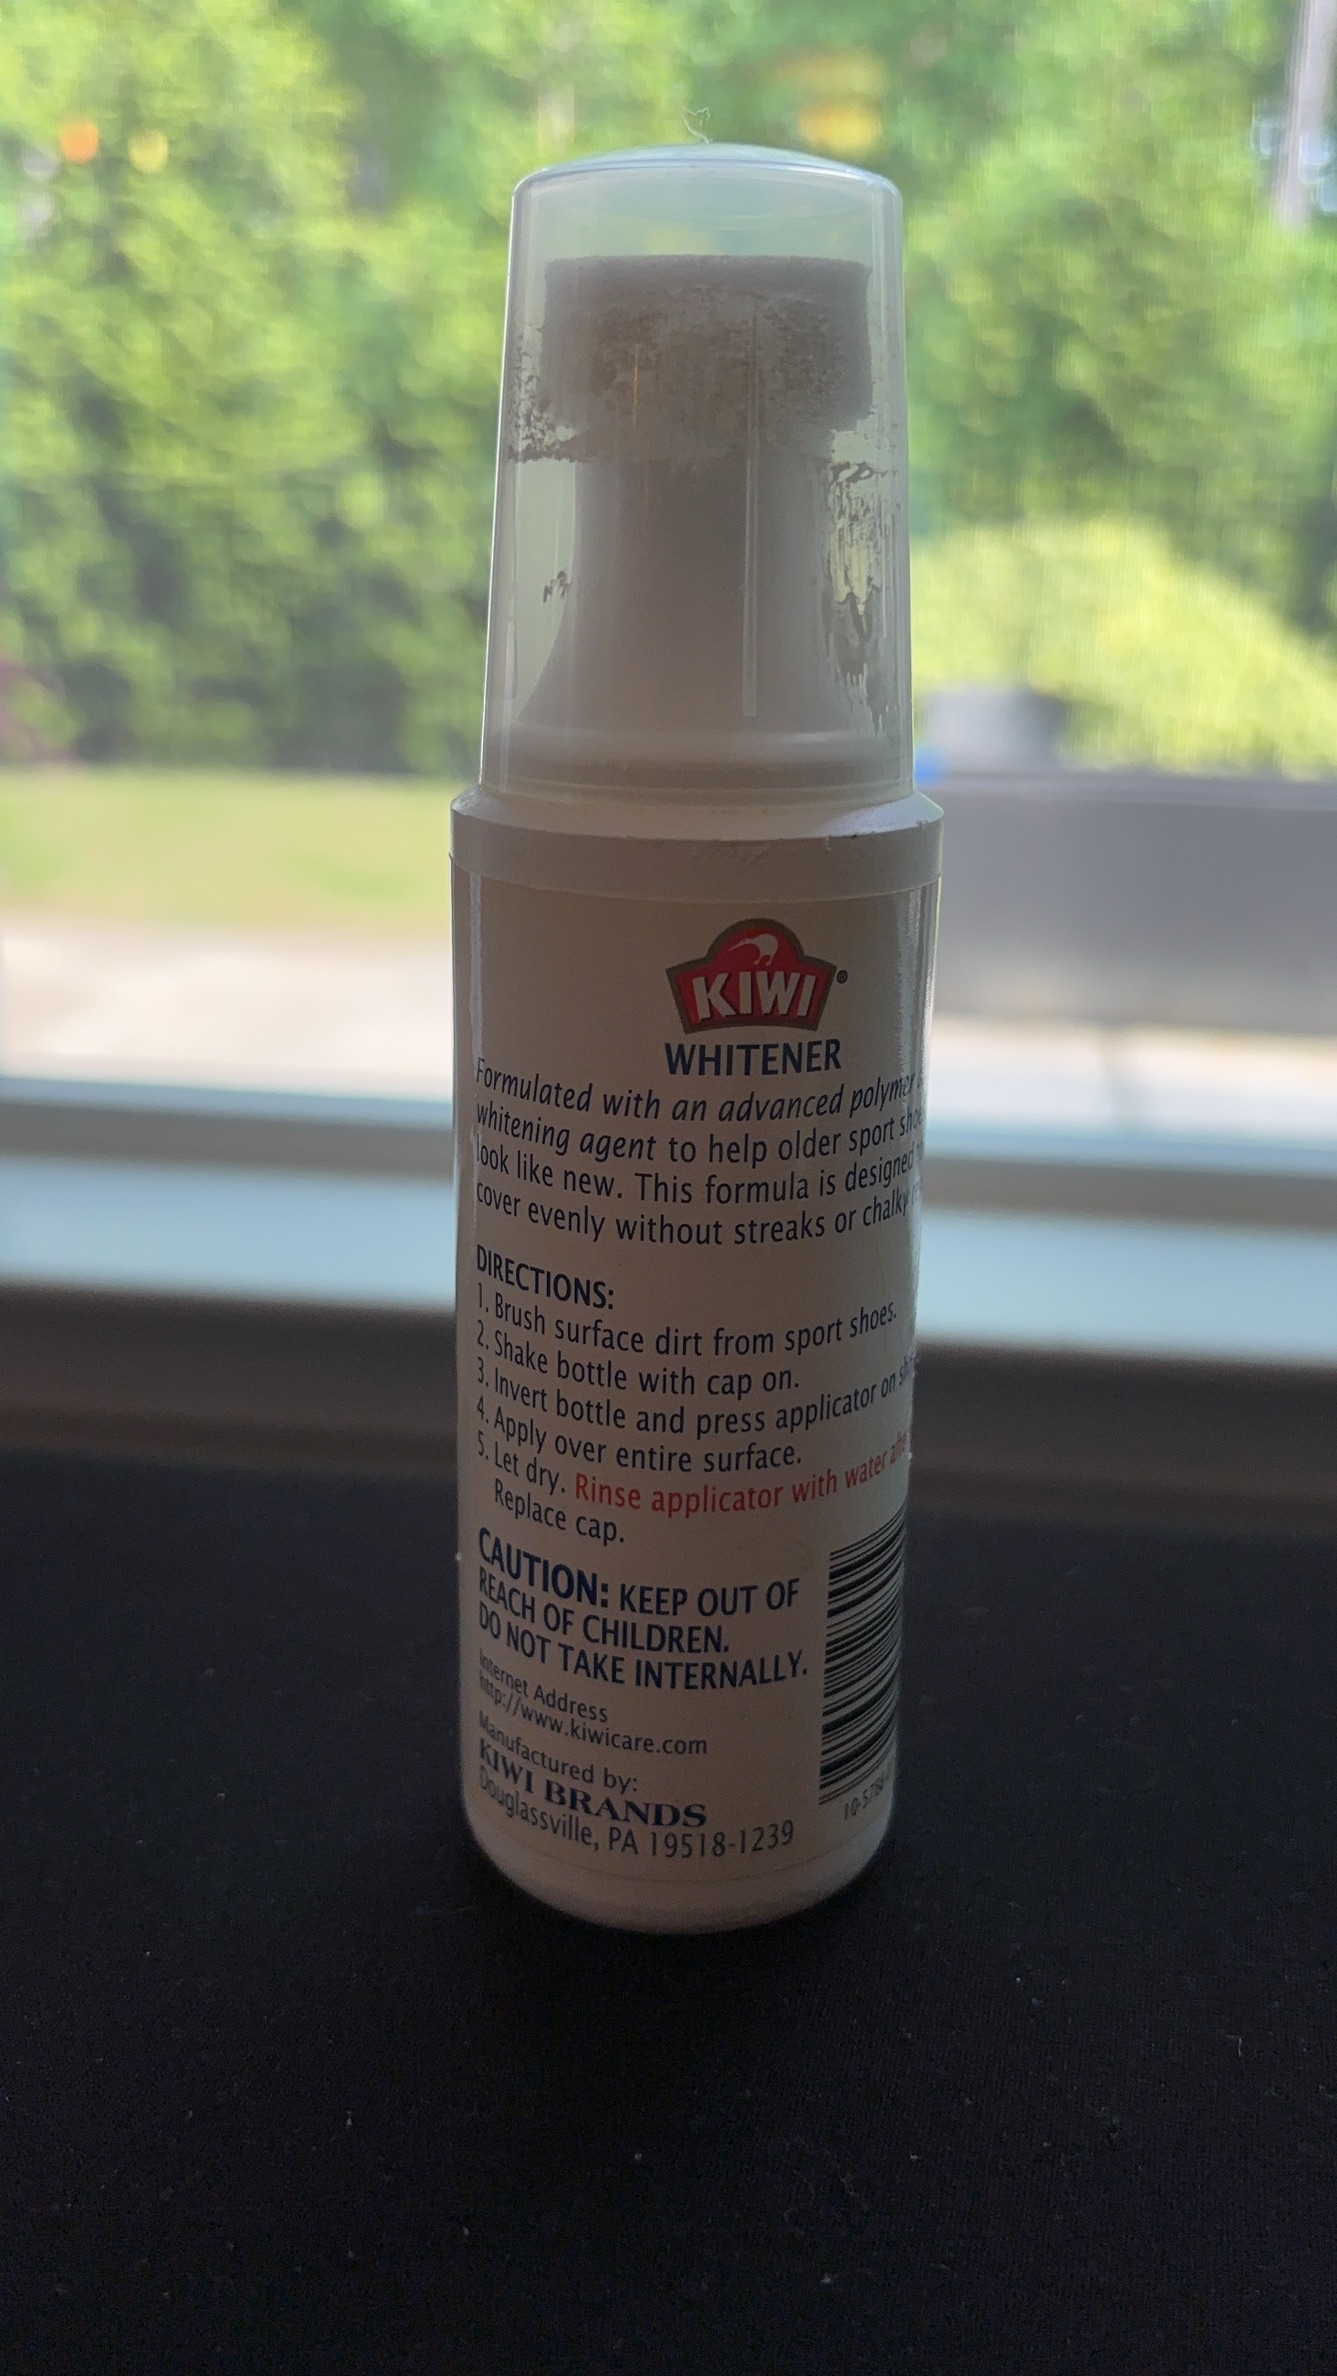 KIWI®
WHITENER
Formulated with an advanced polymer
whitening agent to help older sport
look like new. This formula is designed
cover evenly without streaks or chalky
DIRECTIONS:
1. Brush surface dirt from sport shoes.
2. Shake bottle with cap on.
3. Invert bottle and press applicator on
4. Apply over entire surface.
5. Let dry. Rinse applicator with water
Replace cap.
CAUTION: KEEP OUT OF
REACH OF CHILDREN.
DO NOT TAKE INTERNALLY.
Internet Address
http://www.kiwicare.com
Manufactured by:
KIWI BRANDS
Douglassville, PA 19518-1239